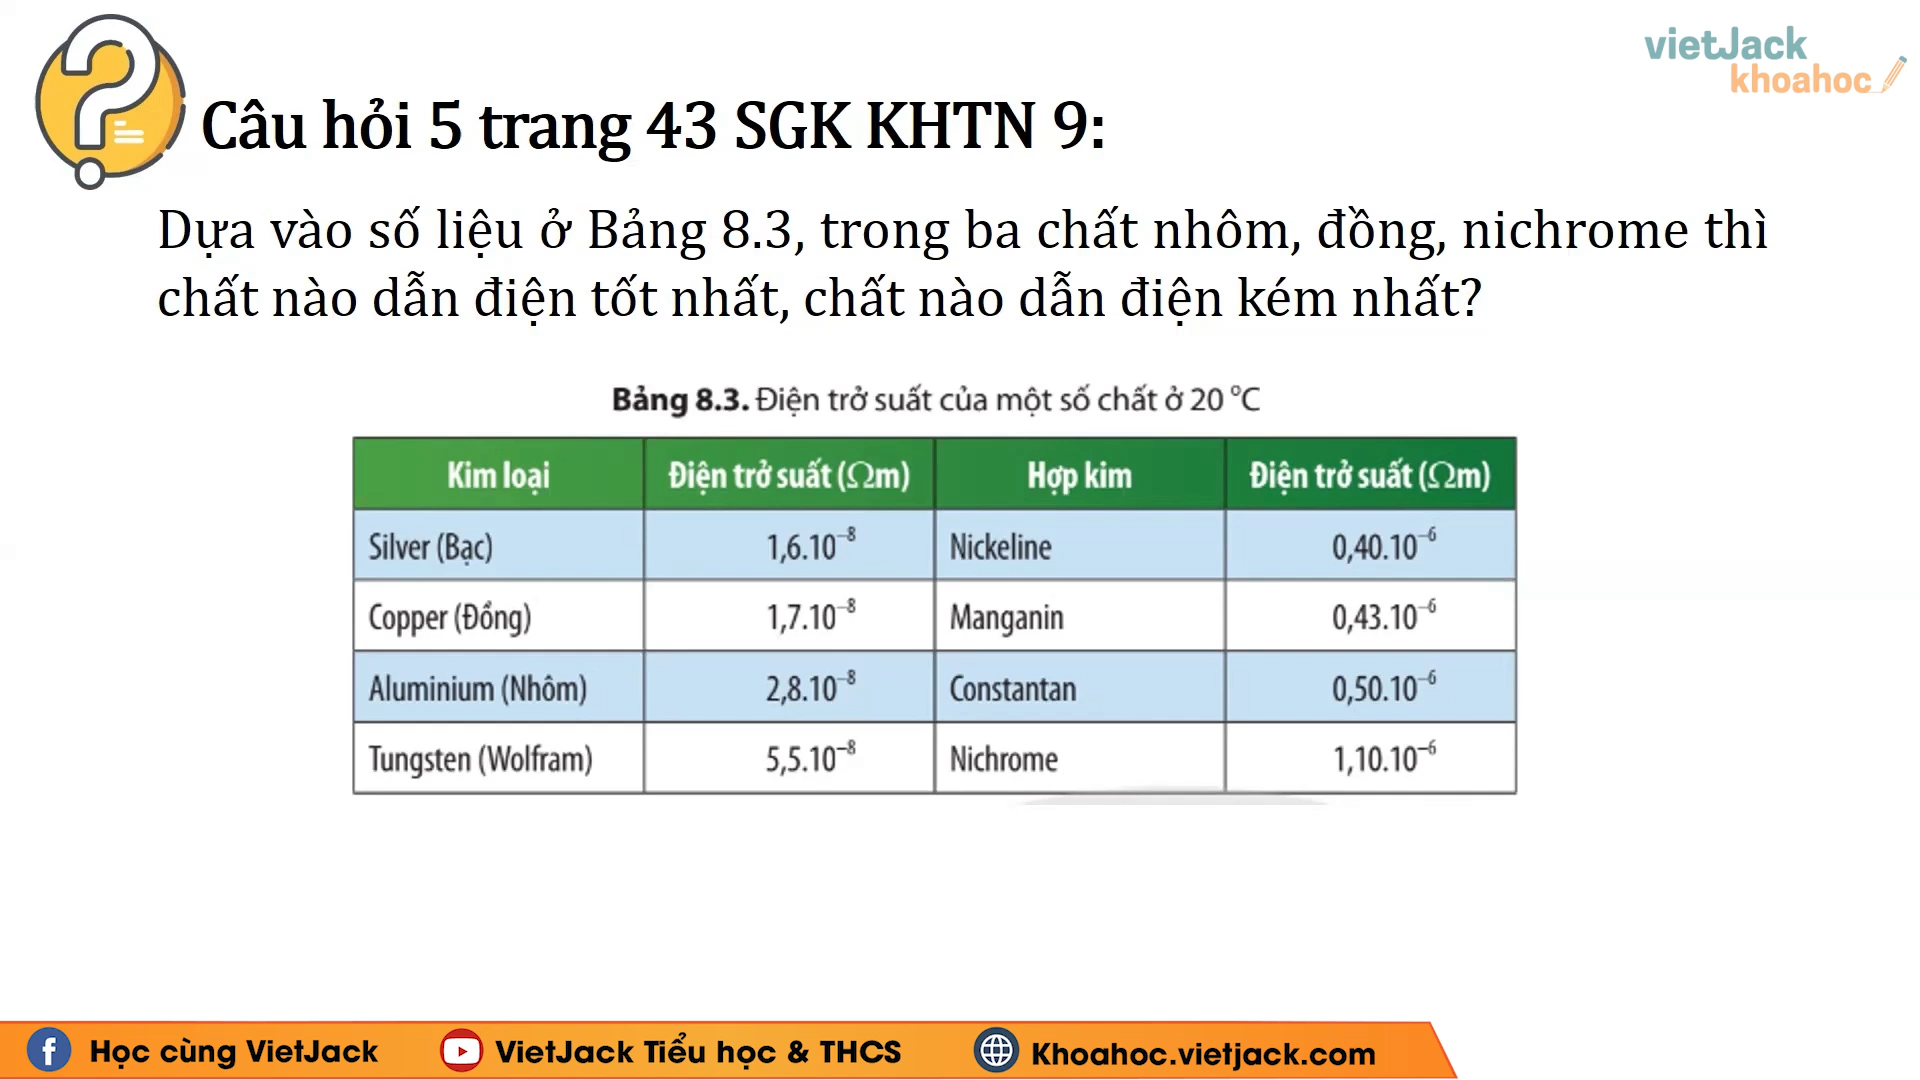 vietJack
khoahoc
Câu hỏi 5 trang 43 SGK KHTN 9:
Dựa vào số liệu ở Bảng 8.3, trong ba chất nhôm, đồng, nichrome thì
chất nào dẫn điện tốt nhất, chất nào dẫn điện kém nhất?
Bảng 8.3. Điện trở suất của một số chất ở 20 °C
Kim loại Điện trở suất (Ωm) Hợp kim Điện trở suất (Ωm)
Silver (Bạc) 1,6.10⁻⁸ Nickeline 0,40.10⁻⁶
Copper (Đồng) 1,7.10⁻⁸ Manganin 0,43.10⁻⁶
Aluminium (Nhôm) 2,8.10⁻⁸ Constantan 0,50.10⁻⁶
Tungsten (Wolfram) 5,5.10⁻⁸ Nichrome 1,10.10⁻⁶
Học cùng VietJack VietJack Tiểu học & THCS Khoahoc.vietjack.com